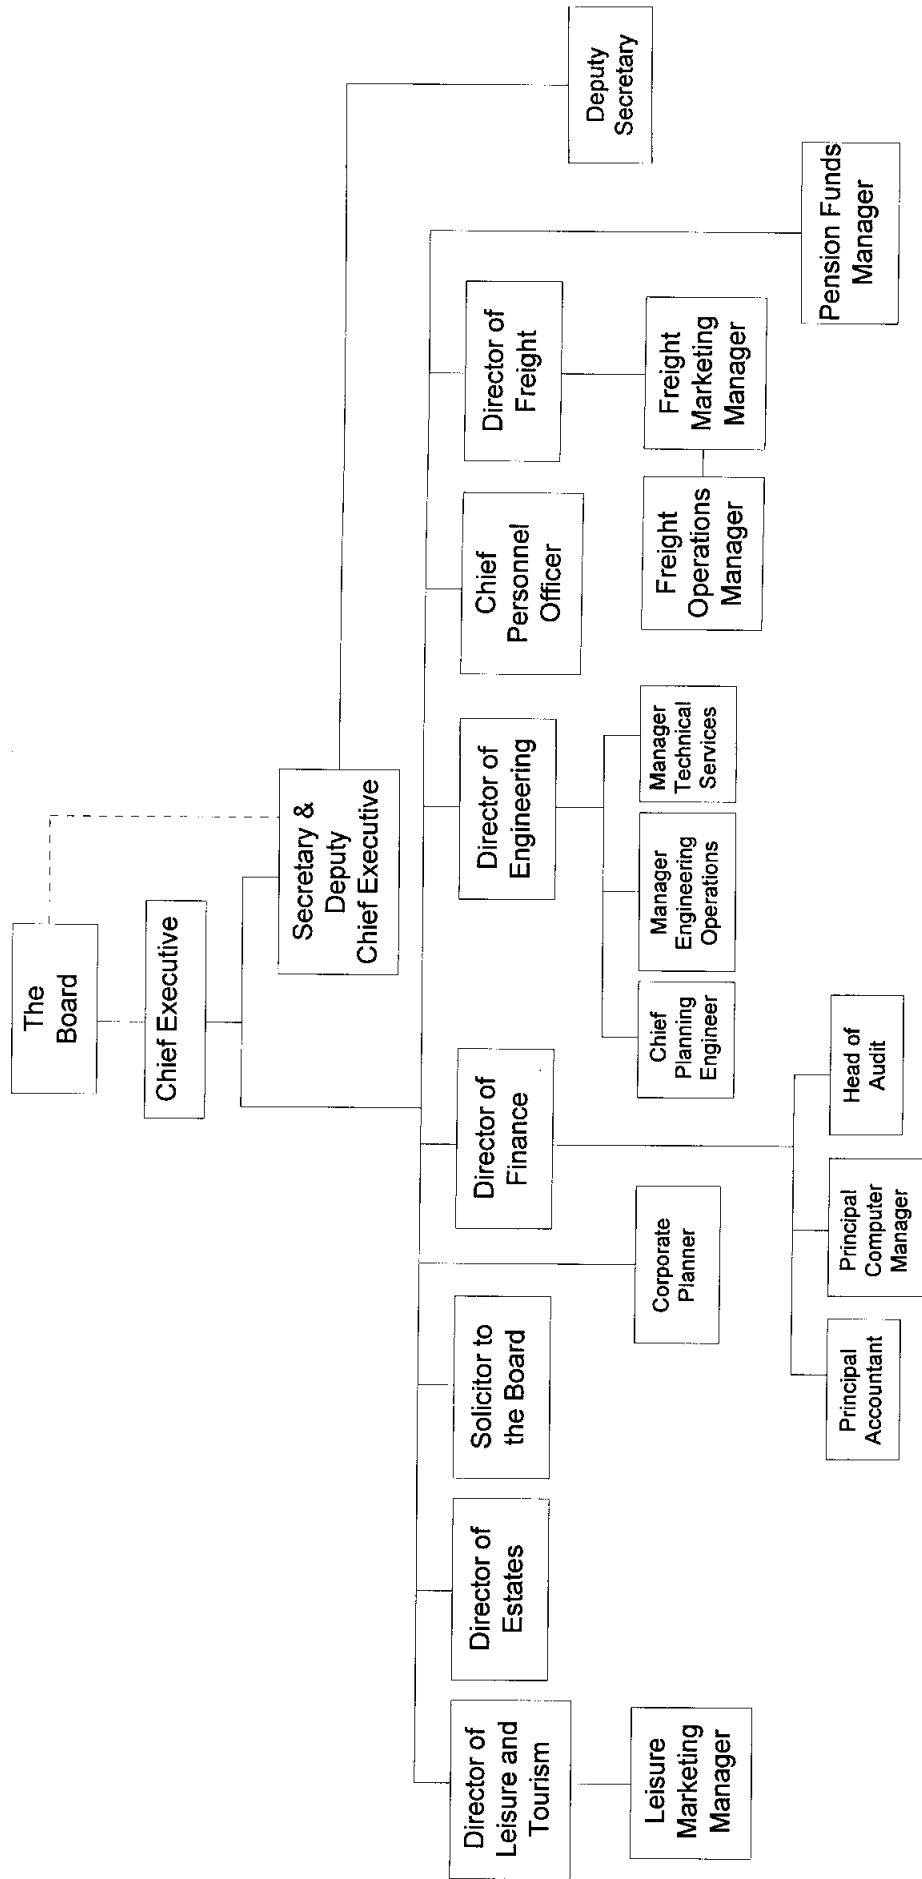 The
Board
Chief Executive
Secretary &
Deputy
Chief Executive
Deputy
Secretary
Director of
Leisure and
Tourism
Director of
Estates
Solicitor to
the Board
Director of
Finance
Director of
Engineering
Chief
Personnel
Officer
Director of
Freight
Leisure
Marketing
Manager
Corporate
Planner
Chief
Planning
Engineer
Manager
Engineering
Operations
Manager
Technical
Services
Freight
Operations
Manager
Freight
Marketing
Manager
Pension Funds
Manager
Principal
Accountant
Principal
Computer
Manager
Head of
Audit